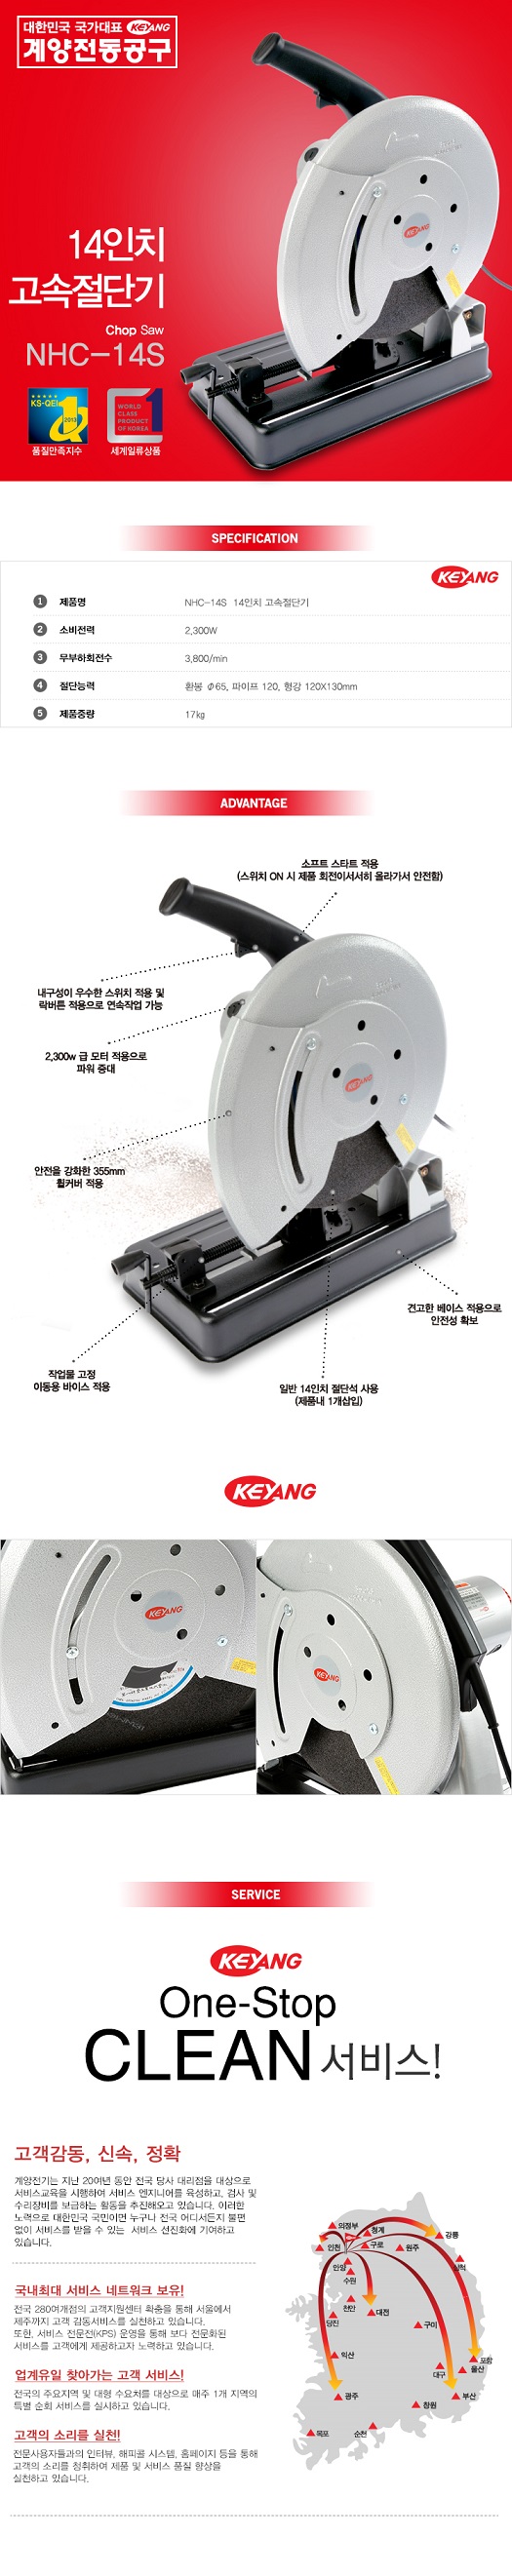 대한민국 국가대표 KEYANG
계양전동공구
14인치
고속절단기
Chop Saw
NHC-14S
KS-QEI
2013
품질만족지수
WORLD
CLASS
PRODUCT
OF KOREA
1
세계일류상품
KEYANG
SPECIFICATION
KEYANG
1 제품명 NHC-14S 14인치 고속절단기
2 소비전력 2,300W
3 무부하회전수 3,800/min
4 절단능력 환봉 Φ65, 파이프 120, 형강 120X130mm
5 제품중량 17kg
ADVANTAGE
소프트 스타트 적용
(스위치 ON 시 제품 회전이서서히 올라가서 안전함)
내구성이 우수한 스위치 적용 및
락버튼 적용으로 연속작업 가능
2,300w 급 모터 적용으로
파워 증대
KEYANG
안전을 강화한 355mm
휠커버 적용
견고한 베이스 적용으로
안전성 확보
작업물 고정
이동용 바이스 적용
일반 14인치 절단석 사용
(제품내 1개삽입)
KEYANG
KEYANG
KEYANG
SERVICE
KEYANG
One-Stop
CLEAN 서비스!
고객감동, 신속, 정확
계양전기는 지난 20여년 동안 전국 당사 대리점을 대상으로
서비스교육을 시행하여 서비스 엔지니어를 육성하고, 검사 및
수리장비를 보급하는 활동을 추진해오고 있습니다. 이러한
노력으로 대한민국 국민이면 누구나 전국 어디서든지 불편
없이 서비스를 받을 수 있는 서비스 선진화에 기여하고
있습니다.
국내최대 서비스 네트워크 보유!
전국 280여개점의 고객지원센터 확충을 통해 서울에서
제주까지 고객 감동서비스를 실천하고 있습니다.
또한, 서비스 전문점(KPS) 운영을 통해 보다 전문화된
서비스를 고객에게 제공하고자 노력하고 있습니다.
업계유일 찾아가는 고객 서비스!
전국의 주요지역 및 대형 수요처를 대상으로 매주 1개 지역의
특별 순회 서비스를 실시하고 있습니다.
고객의 소리를 실천!
전문사용자들과의 인터뷰, 해피콜 시스템, 홈페이지 등을 통해
고객의 소리를 청취하여 제품 및 서비스 품질 향상을
실천하고 있습니다.
의정부
청계
강릉
인천
구로
원주
안양
삼척
수원
천안
대전
당진
구미
익산
포항
대구
울산
광주
부산
창원
목포
순천